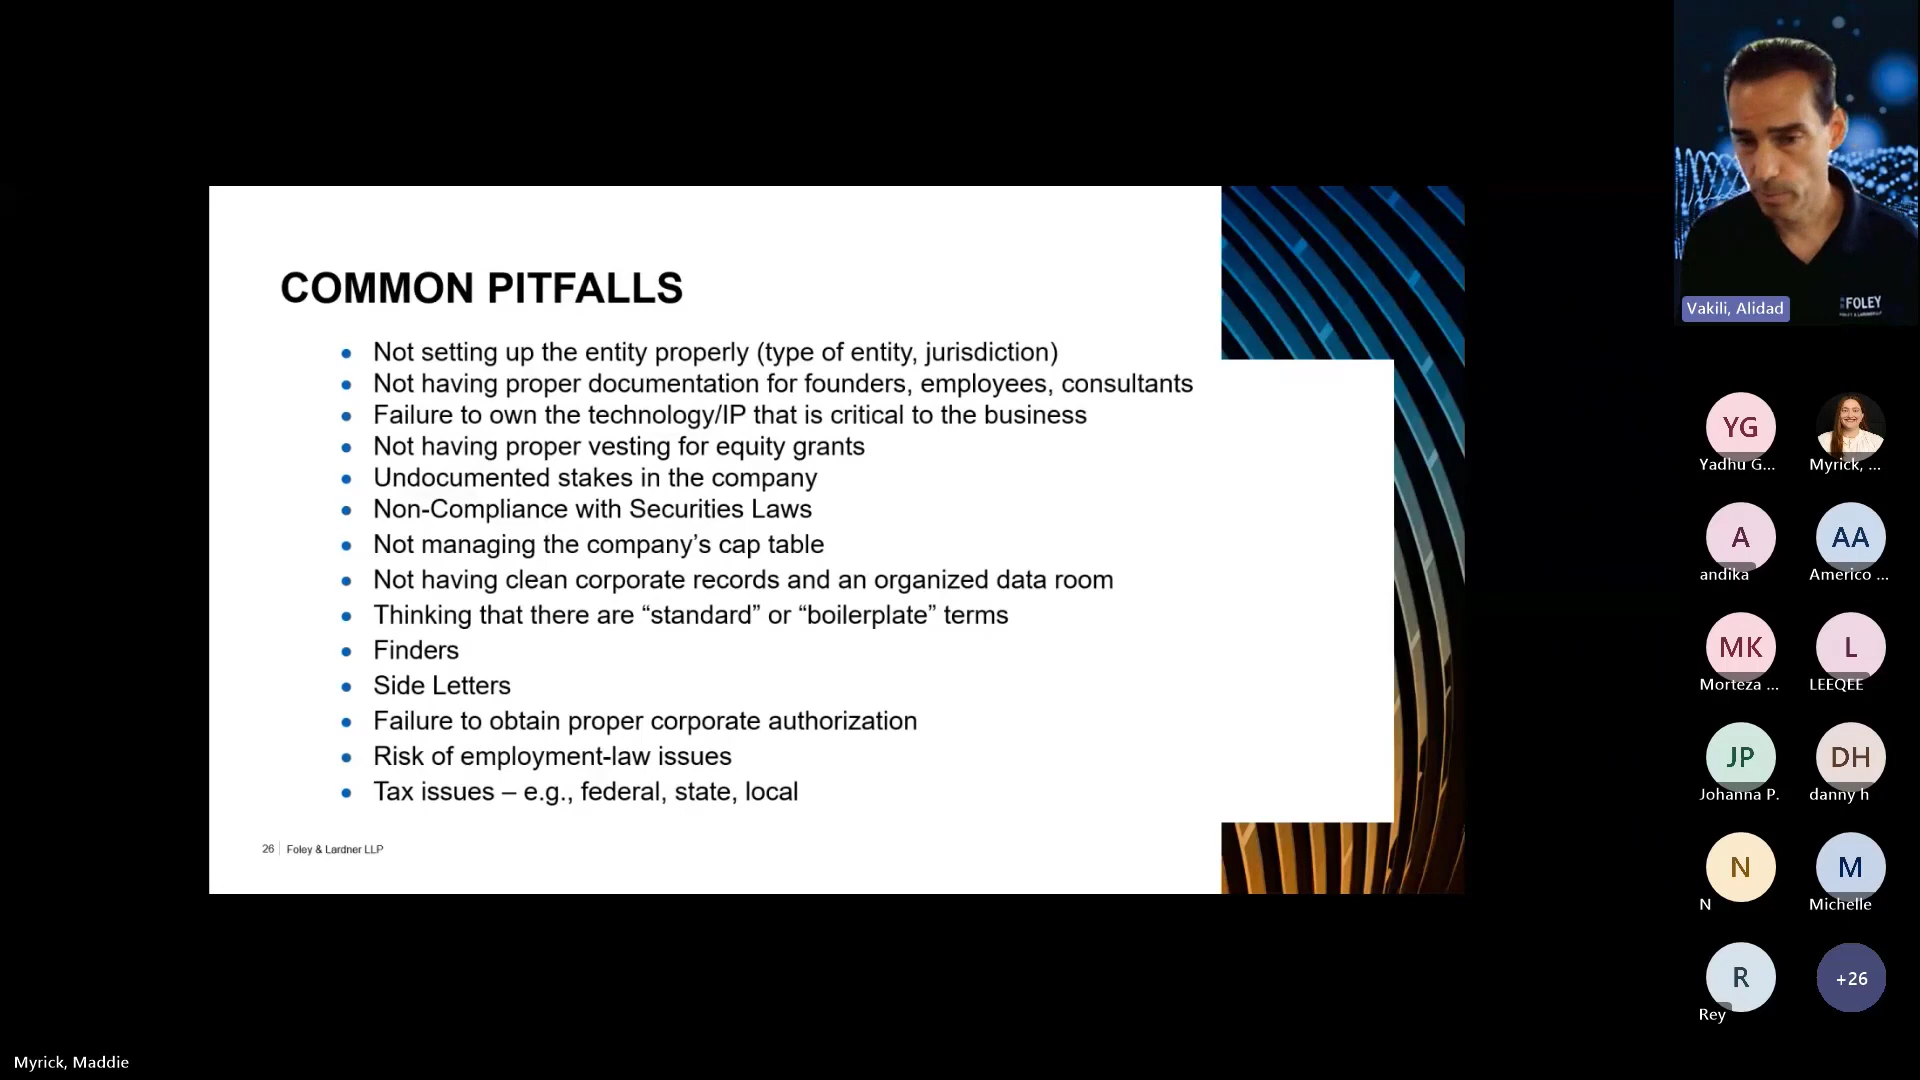 COMMON PITFALLS
• Not setting up the entity properly (type of entity, jurisdiction)
• Not having proper documentation for founders, employees, consultants
• Failure to own the technology/IP that is critical to the business
• Not having proper vesting for equity grants
• Undocumented stakes in the company
• Non-Compliance with Securities Laws
• Not managing the company’s cap table
• Not having clean corporate records and an organized data room
• Thinking that there are “standard” or “boilerplate” terms
• Finders
• Side Letters
• Failure to obtain proper corporate authorization
• Risk of employment-law issues
• Tax issues – e.g., federal, state, local
26 | Foley & Lardner LLP
FOLEY
FOLEY & LARDNER LLP
Vakili, Alidad
YG
Yadhu G...
Myrick, ...
A
andika
AA
Americo ...
MK
Morteza ...
L
LEEQEE
JP
Johanna P.
DH
danny h
N
N
M
Michelle
R
Rey
+26
Myrick, Maddie